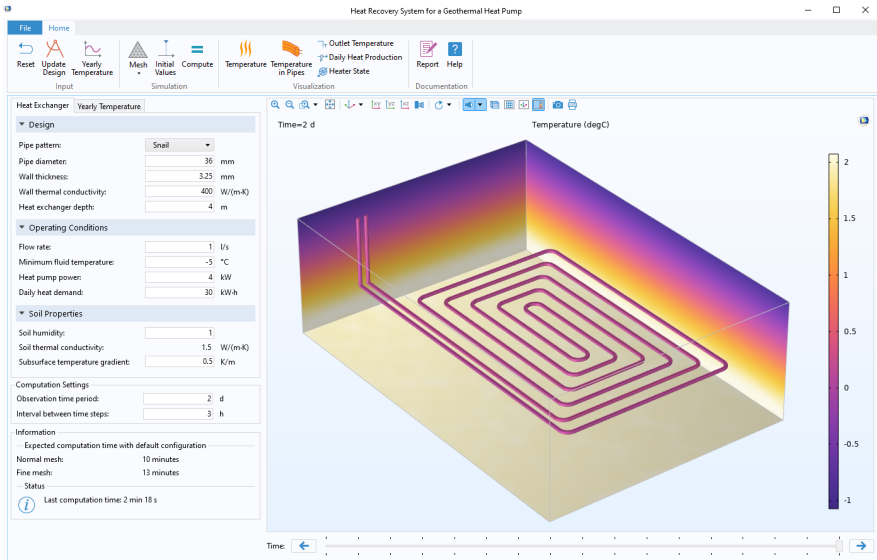 Heat Recovery System for a Geothermal Heat Pump
File Home
Reset
Update Design
Yearly Temperature
Input
Mesh
Initial Values
Compute
Simulation
Temperature
Temperature in Pipes
Outlet Temperature
Daily Heat Production
Heater State
Visualization
Report
Help
Documentation
Heat Exchanger Yearly Temperature
Design
Pipe pattern: Snail
Pipe diameter: 36 mm
Wall thickness: 3.25 mm
Wall thermal conductivity: 400 W/(m·K)
Heat exchanger depth: 4 m
Operating Conditions
Flow rate: 1 l/s
Minimum fluid temperature: -5 °C
Heat pump power: 4 kW
Daily heat demand: 30 kW·h
Soil Properties
Soil humidity: 1
Soil thermal conductivity: 1.5 W/(m·K)
Subsurface temperature gradient: 0.5 K/m
Computation Settings
Observation time period: 2 d
Interval between time steps: 3 h
Information
Expected computation time with default configuration
Normal mesh: 10 minutes
Fine mesh: 13 minutes
Status
Last computation time: 2 min 18 s
xy yz xz
Time=2 d Temperature (degC)
2
1.5
1
0.5
0
-0.5
-1
Time: